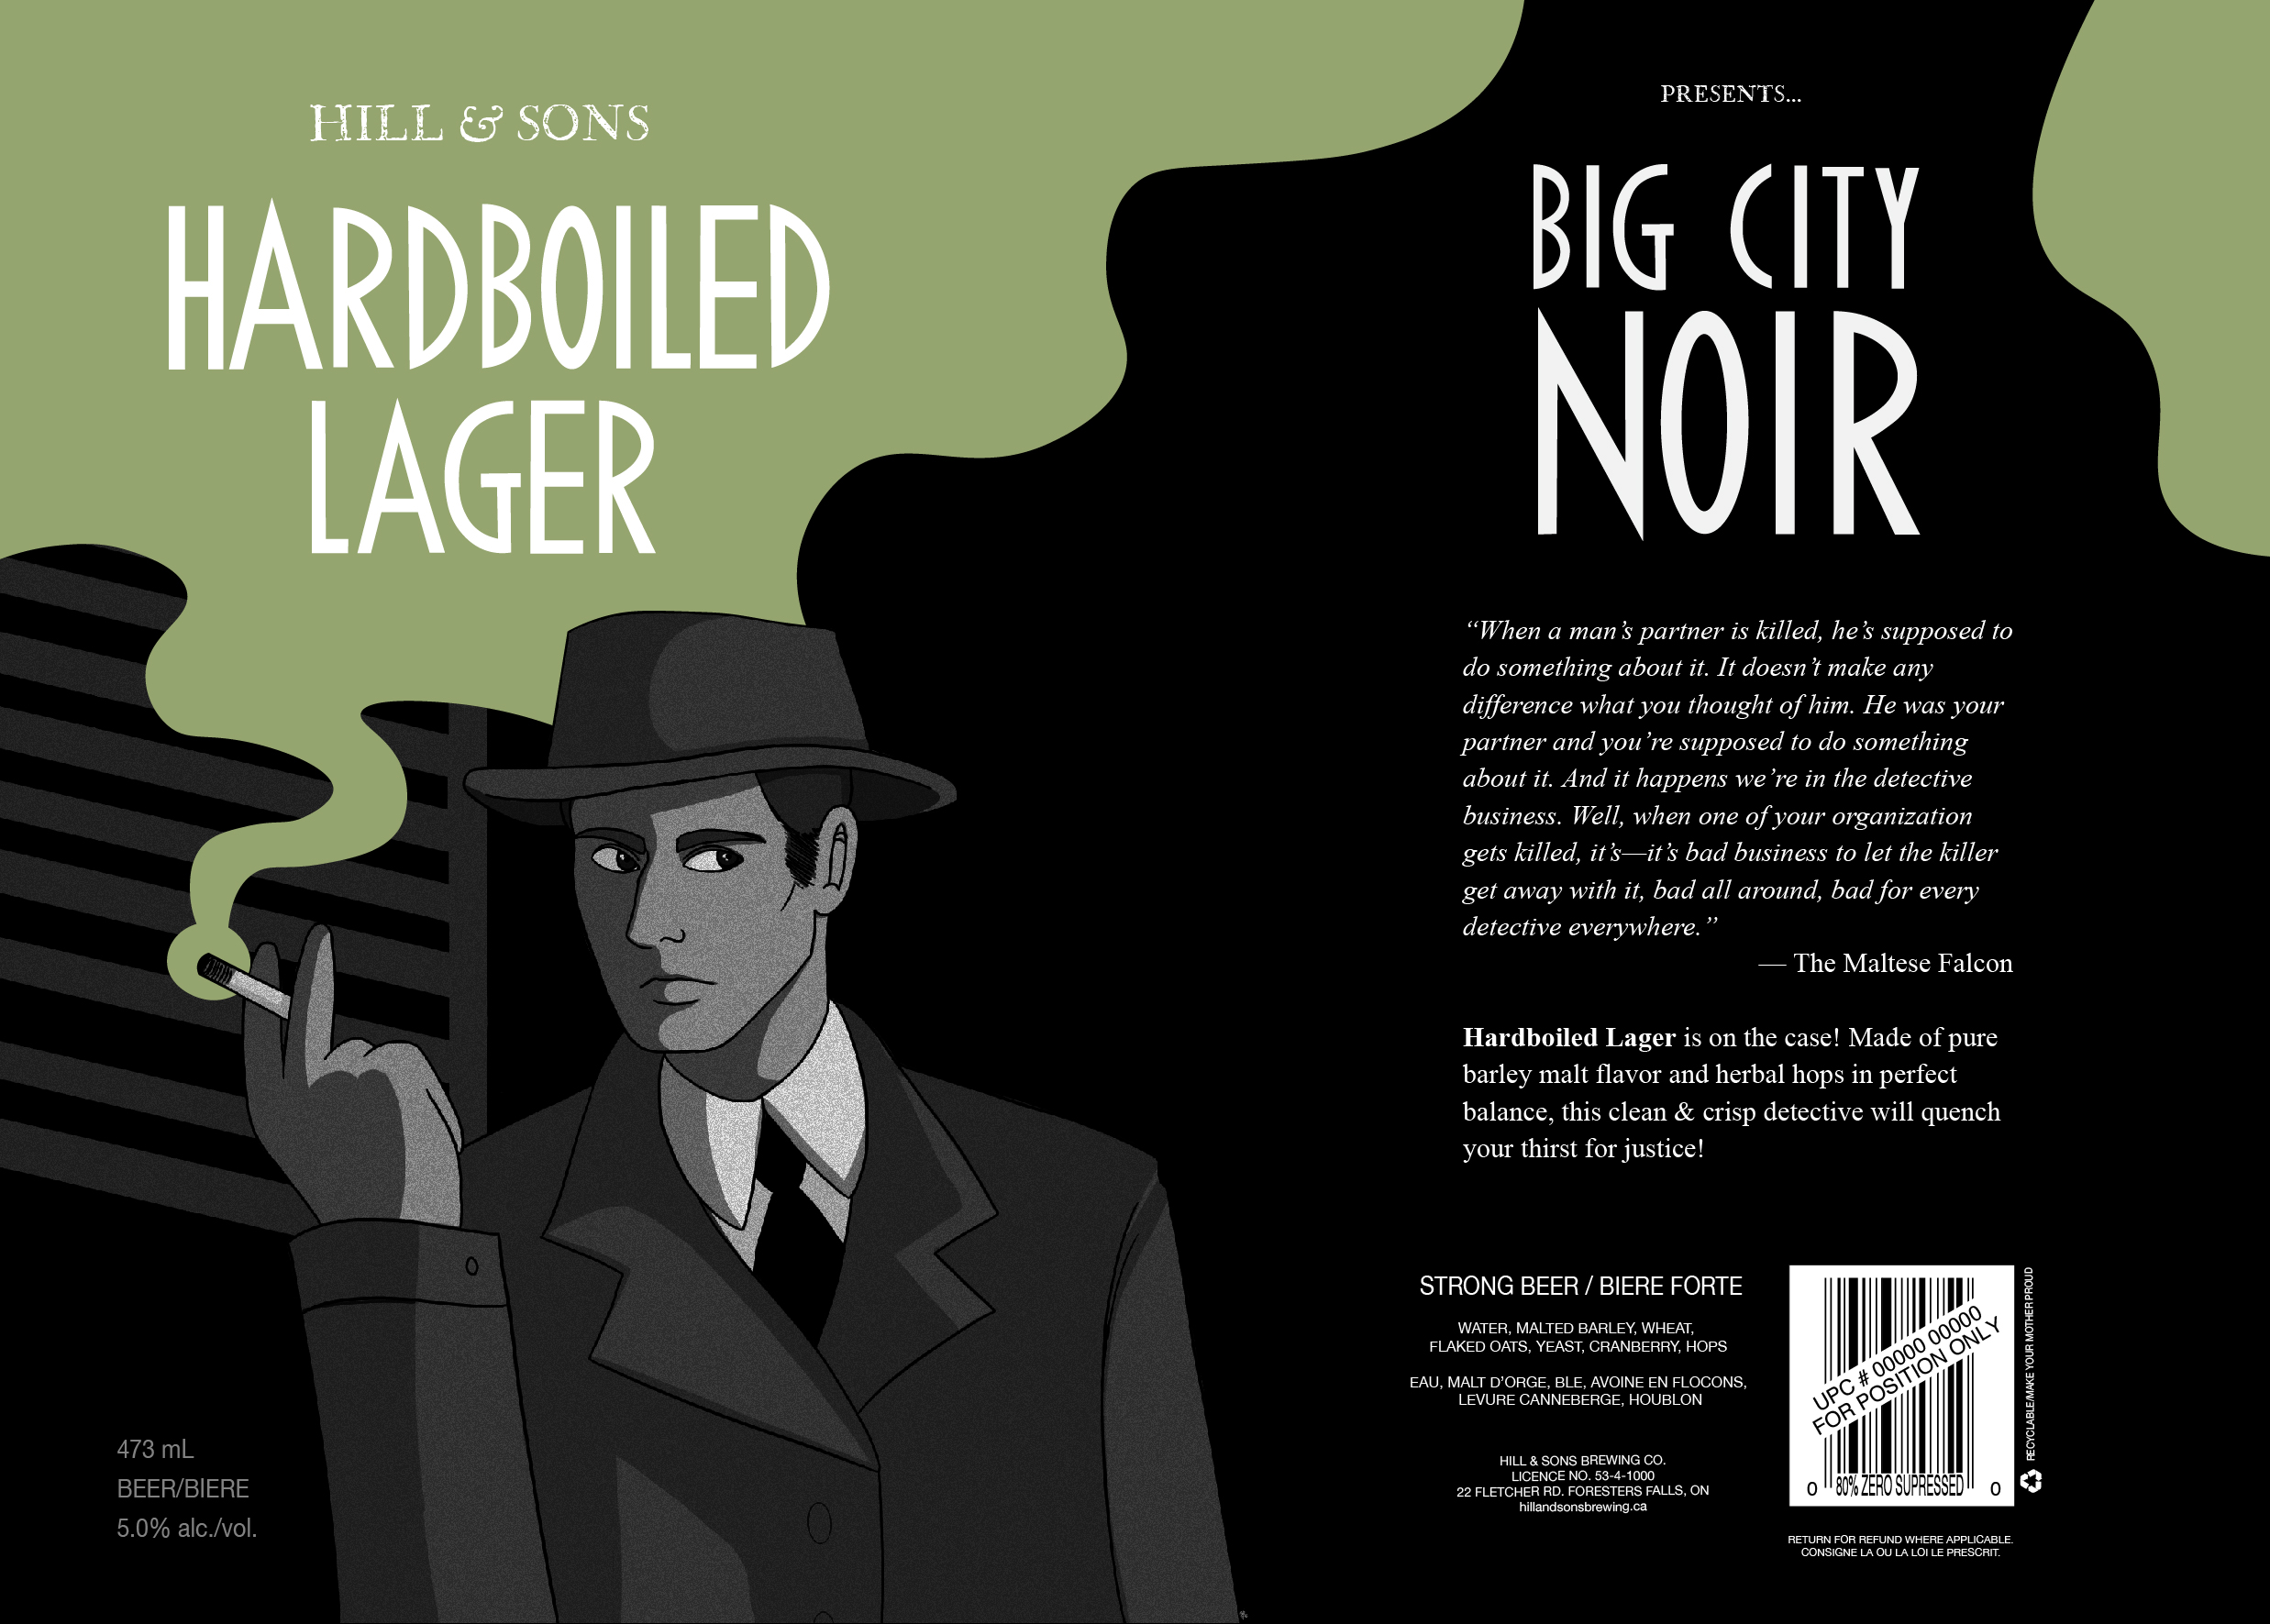 HILL & SONS
HARDBOILED
LAGER
473 mL
BEER/BIERE
5.0% alc./vol.
PRESENTS...
BIG CITY
NOIR
“When a man’s partner is killed, he’s supposed to
do something about it. It doesn’t make any
difference what you thought of him. He was your
partner and you’re supposed to do something
about it. And it happens we’re in the detective
business. Well, when one of your organization
gets killed, it’s—it’s bad business to let the killer
get away with it, bad all around, bad for every
detective everywhere.”
— The Maltese Falcon
Hardboiled Lager is on the case! Made of pure
barley malt flavor and herbal hops in perfect
balance, this clean & crisp detective will quench
your thirst for justice!
STRONG BEER / BIERE FORTE
WATER, MALTED BARLEY, WHEAT,
FLAKED OATS, YEAST, CRANBERRY, HOPS
EAU, MALT D’ORGE, BLE, AVOINE EN FLOCONS,
LEVURE CANNEBERGE, HOUBLON
HILL & SONS BREWING CO.
LICENCE NO. 53-4-1000
22 FLETCHER RD. FORESTERS FALLS, ON
hillandsonsbrewing.ca
UPC # 00000 00000
FOR POSITION ONLY
0 80% ZERO SUPRESSED 0
RECYCLABLE/MAKE YOUR MOTHER PROUD
RETURN FOR REFUND WHERE APPLICABLE.
CONSIGNE LA OU LA LOI LE PRESCRIT.